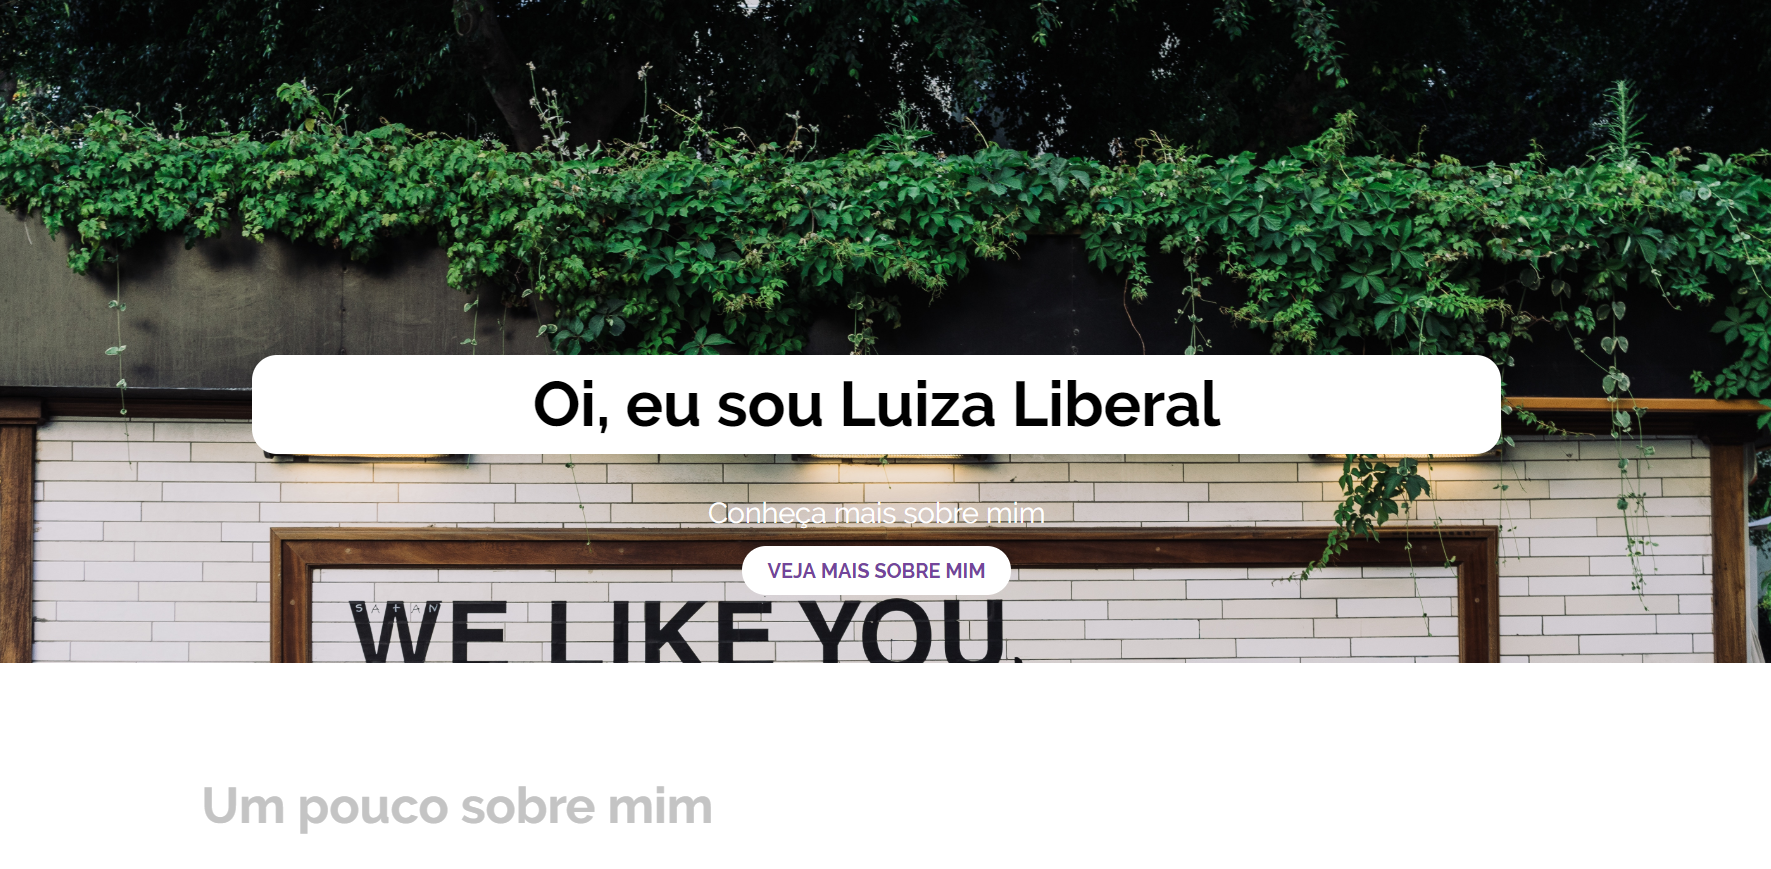 Oi, eu sou Luiza Liberal
Conheça mais sobre mim
VEJA MAIS SOBRE MIM
SATAN
WE LIKE YOU,
Um pouco sobre mim